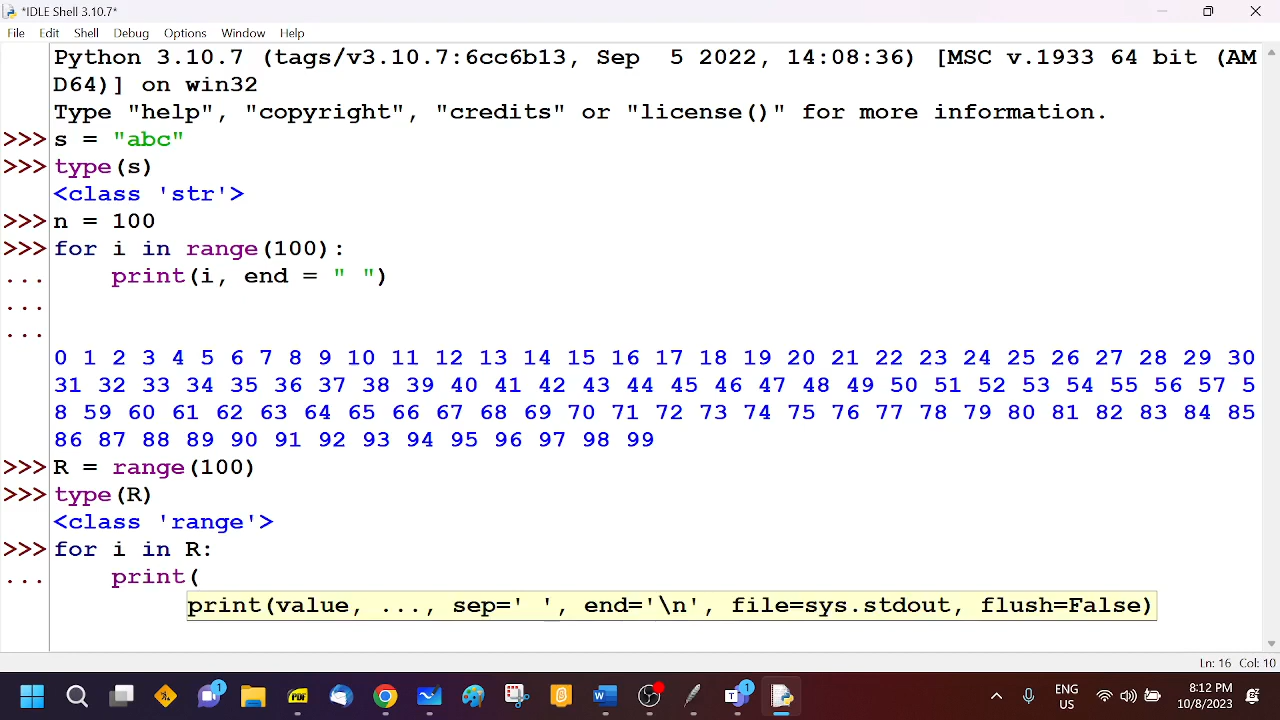 *IDLE Shell 3.10.7*
File Edit Shell Debug Options Window Help
Python 3.10.7 (tags/v3.10.7:6cc6b13, Sep  5 2022, 14:08:36) [MSC v.1933 64 bit (AM
D64)] on win32
Type "help", "copyright", "credits" or "license()" for more information.
>>> s = "abc"
>>> type(s)
<class 'str'>
>>> n = 100
>>> for i in range(100):
...     print(i, end = " ")
...
...
0 1 2 3 4 5 6 7 8 9 10 11 12 13 14 15 16 17 18 19 20 21 22 23 24 25 26 27 28 29 30
31 32 33 34 35 36 37 38 39 40 41 42 43 44 45 46 47 48 49 50 51 52 53 54 55 56 57 5
8 59 60 61 62 63 64 65 66 67 68 69 70 71 72 73 74 75 76 77 78 79 80 81 82 83 84 85
86 87 88 89 90 91 92 93 94 95 96 97 98 99
>>> R = range(100)
>>> type(R)
<class 'range'>
>>> for i in R:
...     print(
print(value, ..., sep=' ', end='\n', file=sys.stdout, flush=False)
Ln: 16 Col: 10
1 PDF 1 ENG 8:12 PM
US 10/8/2023